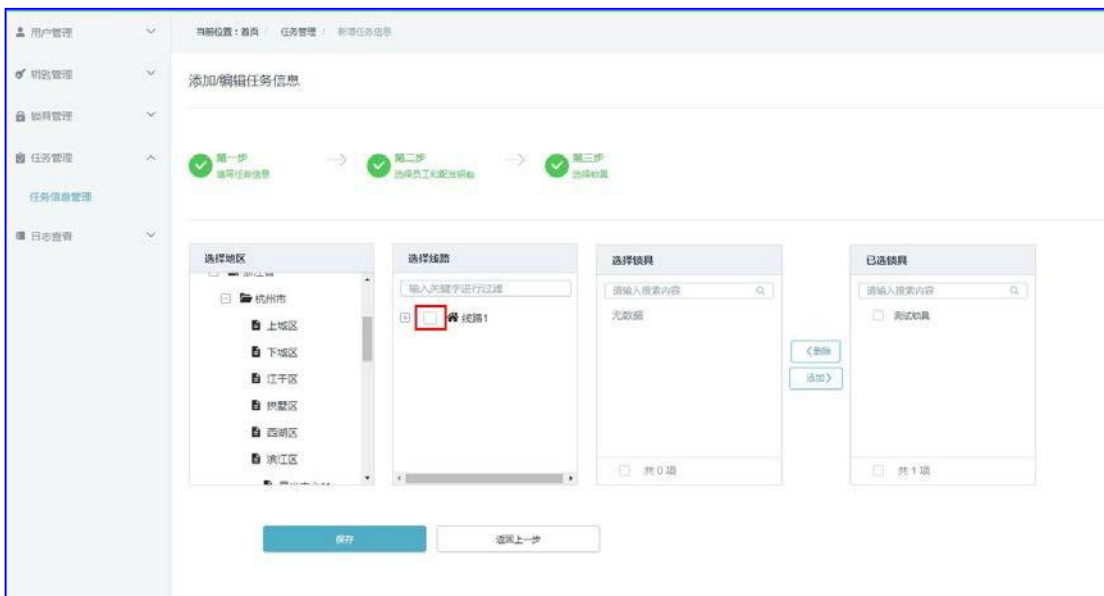 用户管理
当前位置：首页 / 任务管理 / 新增任务信息
钥匙管理
添加/编辑任务信息
锁具管理
任务管理
第一步
填写任务信息
第二步
选择员工和配发钥匙
第三步
选择锁具
任务信息管理
日志查看
选择地区
选择线路
选择锁具
已选锁具
浙江省
输入关键字进行过滤
请输入搜索内容
请输入搜索内容
杭州市
线路1
无数据
测试锁具
上城区
下城区
<删除
江干区
添加>
拱墅区
西湖区
滨江区
共 0 项
共 1 项
保存
返回上一步